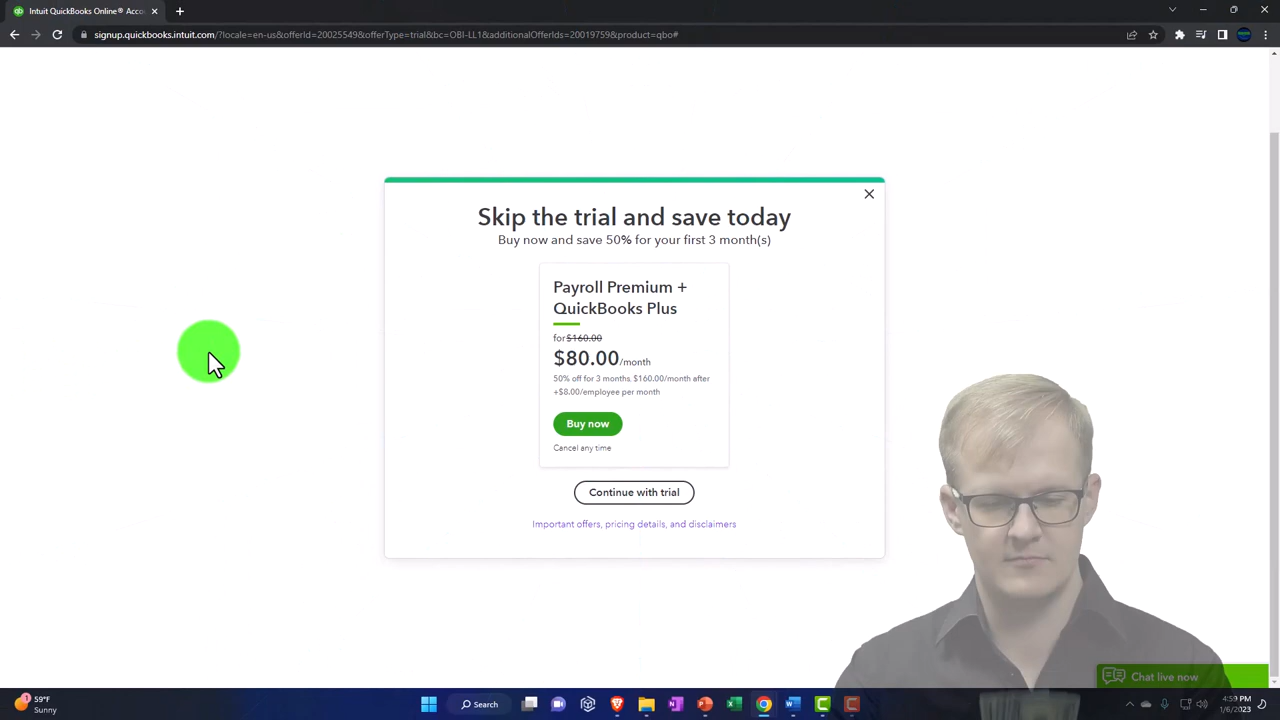 Intuit QuickBooks Online® Acco
signup.quickbooks.intuit.com/?locale=en-us&offerId=20025549&offerType=trial&bc=OBI-LL1&additionalOfferIds=20019759&product=qbo#
Skip the trial and save today
Buy now and save 50% for your first 3 month(s)
Payroll Premium +
QuickBooks Plus
for $160.00
$80.00/month
50% off for 3 months. $160.00/month after
+$8.00/employee per month
Buy now
Cancel any time
Continue with trial
Important offers, pricing details, and disclaimers
Chat live now
1
59°F
Sunny
Search
4:59 PM
1/6/2023